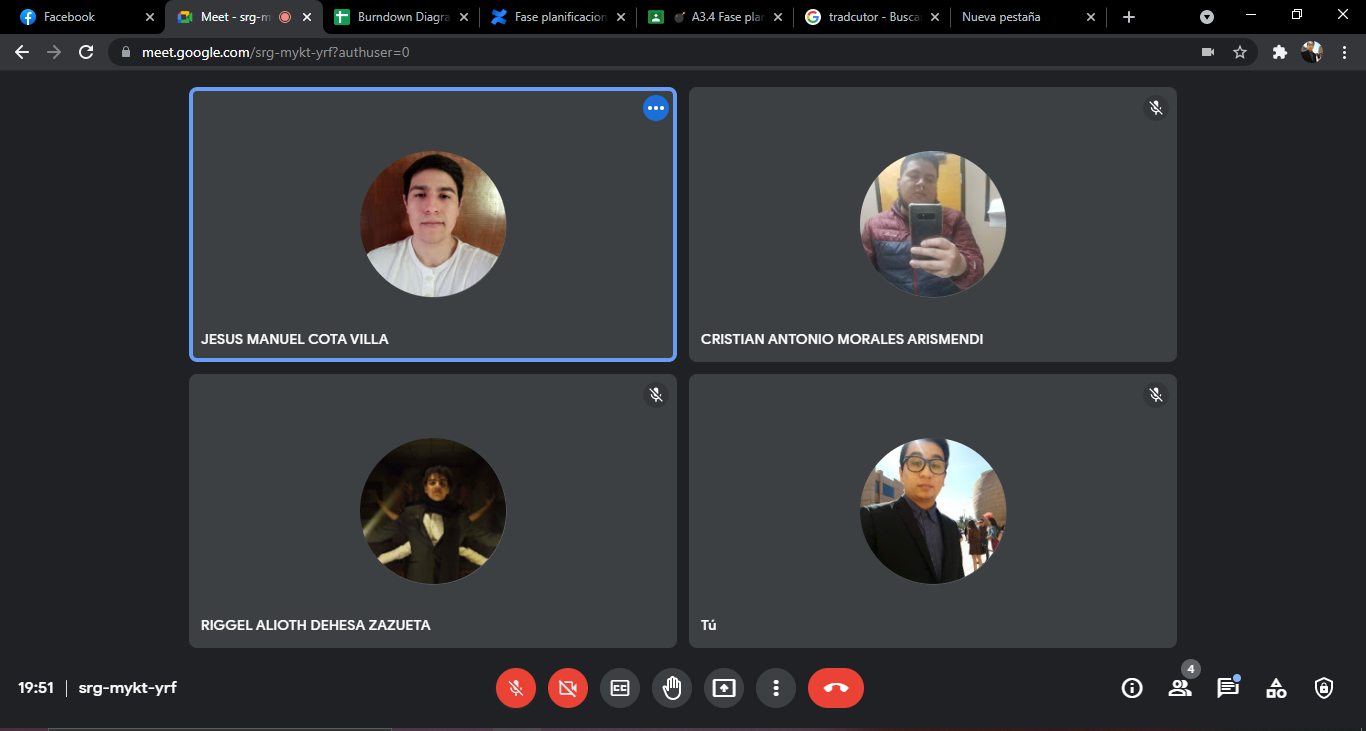 Facebook
Meet - srg-m
Burndown Diagra
Fase planificacion
A3.4 Fase plan
tradcutor - Busca
Nueva pestaña
meet.google.com/srg-mykt-yrf?authuser=0
JESUS MANUEL COTA VILLA
CRISTIAN ANTONIO MORALES ARISMENDI
RIGGEL ALIOTH DEHESA ZAZUETA
Tú
4
19:51 | srg-mykt-yrf
CC